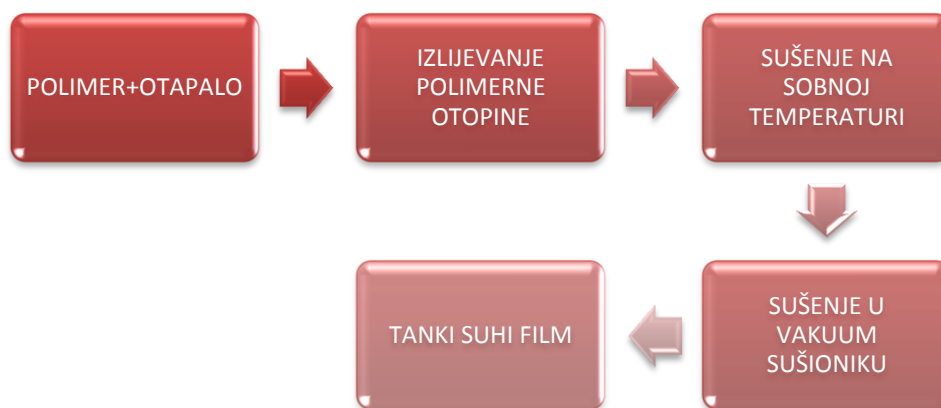 POLIMER+OTAPALO
IZLIJEVANJE
POLIMERNE
OTOPINE
SUŠENJE NA
SOBNOJ
TEMPERATURI
SUŠENJE U
VAKUUM
SUŠIONIKU
TANKI SUHI FILM